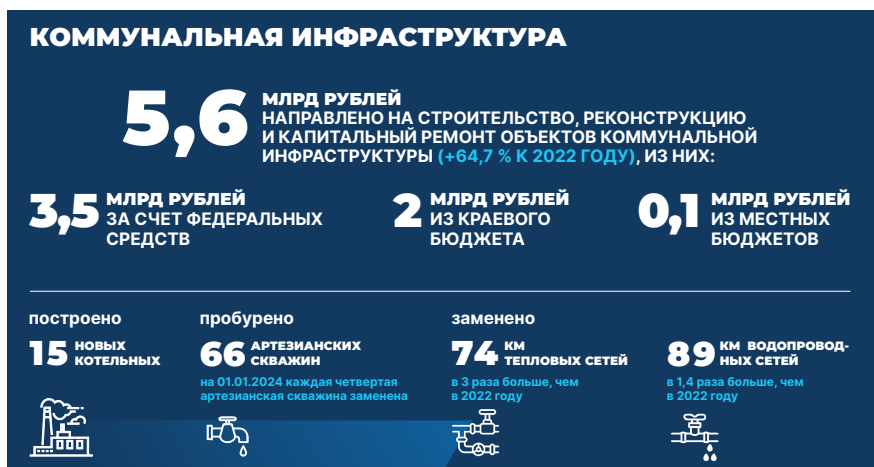 КОММУНАЛЬНАЯ ИНФРАСТРУКТУРА
5,6
МЛРД РУБЛЕЙ
НАПРАВЛЕНО НА СТРОИТЕЛЬСТВО, РЕКОНСТРУКЦИЮ
И КАПИТАЛЬНЫЙ РЕМОНТ ОБЪЕКТОВ КОММУНАЛЬНОЙ
ИНФРАСТРУКТУРЫ (+64,7 % К 2022 ГОДУ), ИЗ НИХ:
3,5
МЛРД РУБЛЕЙ
ЗА СЧЕТ ФЕДЕРАЛЬНЫХ
СРЕДСТВ
2
МЛРД РУБЛЕЙ
ИЗ КРАЕВОГО
БЮДЖЕТА
0,1
МЛРД РУБЛЕЙ
ИЗ МЕСТНЫХ
БЮДЖЕТОВ
построено
15
НОВЫХ
КОТЕЛЬНЫХ
пробурено
66
АРТЕЗИАНСКИХ
СКВАЖИН
на 01.01.2024 каждая четвертая
артезианская скважина заменена
заменено
74
КМ
ТЕПЛОВЫХ СЕТЕЙ
в 3 раза больше, чем
в 2022 году
89
КМ ВОДОПРОВОД-
НЫХ СЕТЕЙ
в 1,4 раза больше, чем
в 2022 году